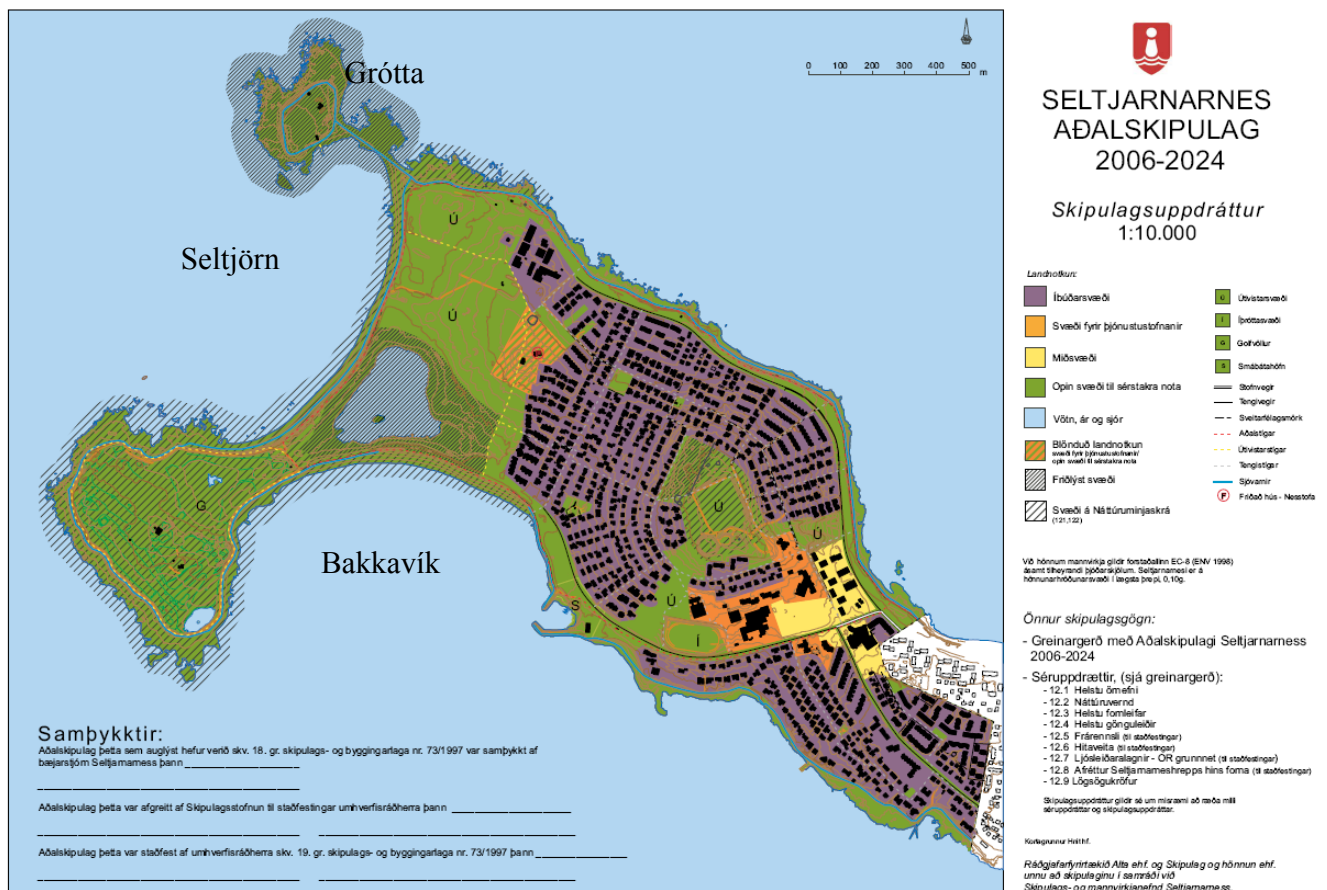 Grótta
Seltjörn
Bakkavík
0 100 200 300 400 500 m
Ú
Ú
G
Ú
Ú
Ú
S
Í
Samþykktir:
Aðalskipulag þetta sem auglýst hefur verið skv. 18. gr. skipulags- og byggingarlaga nr. 73/1997 var samþykkt af
bæjarstjórn Seltjarnarness þann
Aðalskipulag þetta var afgreitt af Skipulagsstofnun til staðfestingar umhverfisráðherra þann
Aðalskipulag þetta var staðfest af umhverfisráðherra skv. 19. gr. skipulags- og byggingarlaga nr. 73/1997 þann
SELTJARNARNES
AÐALSKIPULAG
2006-2024
Skipulagsuppdráttur
1:10.000
Landnotkun:
Íbúðarsvæði
Svæði fyrir þjónustustofnanir
Miðsvæði
Opin svæði til sérstakra nota
Vötn, ár og sjór
Blönduð landnotkun
svæði fyrir þjónustustofnanir/
opin svæði til sérstakra nota
Friðlýst svæði
Svæði á Náttúruminjaskrá
(121,122)
Ú Útivistarsvæði
Í Íþróttasvæði
G Golfvöllur
S Smábátahöfn
Stofnvegir
Tengivegir
Sveitarfélagsmörk
Aðalstígar
Útivistarstígar
Tengistígar
Sjóvarnir
F Friðað hús - Nesstofa
Við hönnum mannvirkja gildir forstaðallinn EC-8 (ENV 1998)
ásamt tilheyrandi þjóðarskjölum. Seltjarnarnesi er á
hönnunarhröðunarsvæði í lægsta þrepi, 0,10g.
Önnur skipulagsgögn:
- Greinargerð með Aðalskipulagi Seltjarnarness
2006-2024
- Séruppdrættir, (sjá greinargerð):
- 12.1 Helstu örnefni
- 12.2 Náttúruvernd
- 12.3 Helstu fornleifar
- 12.4 Helstu gönguleiðir
- 12.5 Frárennsli (til staðfestingar)
- 12.6 Hitaveita (til staðfestingar)
- 12.7 Ljósleiðaralagnir - OR grunnnet (til staðfestingar)
- 12.8 Afréttur Seltjarnarneshrepps hins forna (til staðfestingar)
- 12.9 Lögsögukröfur
Skipulagsuppdráttur gildir sé um misræmi að ræða milli
séruppdráttar og skipulagsuppdráttar.
Kortagrunnur Hnit hf.
Ráðgjafarfyrirtækið Alta ehf. og Skipulag og hönnun ehf.
unnu að skipulaginu í samráði við
Skipulags- og mannvirkjanefnd Seltjarnarness.